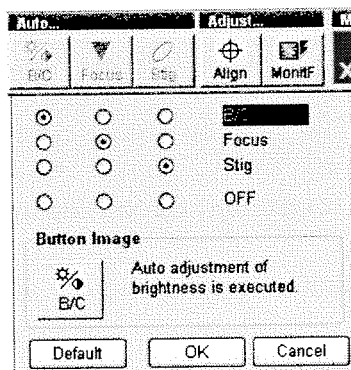 Auto... Adjust...
B/C Focus Stig Align MonitF
B/C
Focus
Stig
OFF
Button Image
B/C
Auto adjustment of
brightness is executed.
Default OK Cancel